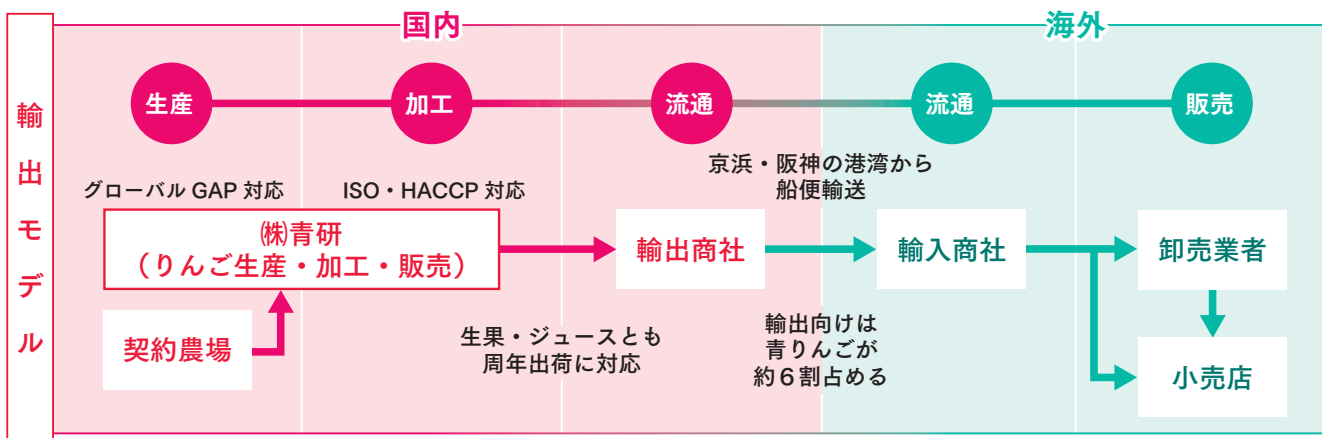 輸出モデル
国内
海外
生産
加工
流通
流通
販売
グローバル GAP 対応
ISO・HACCP 対応
京浜・阪神の港湾から
船便輸送
㈱青研
（りんご生産・加工・販売）
輸出商社
輸入商社
卸売業者
契約農場
生果・ジュースとも
周年出荷に対応
輸出向けは
青りんごが
約６割占める
小売店